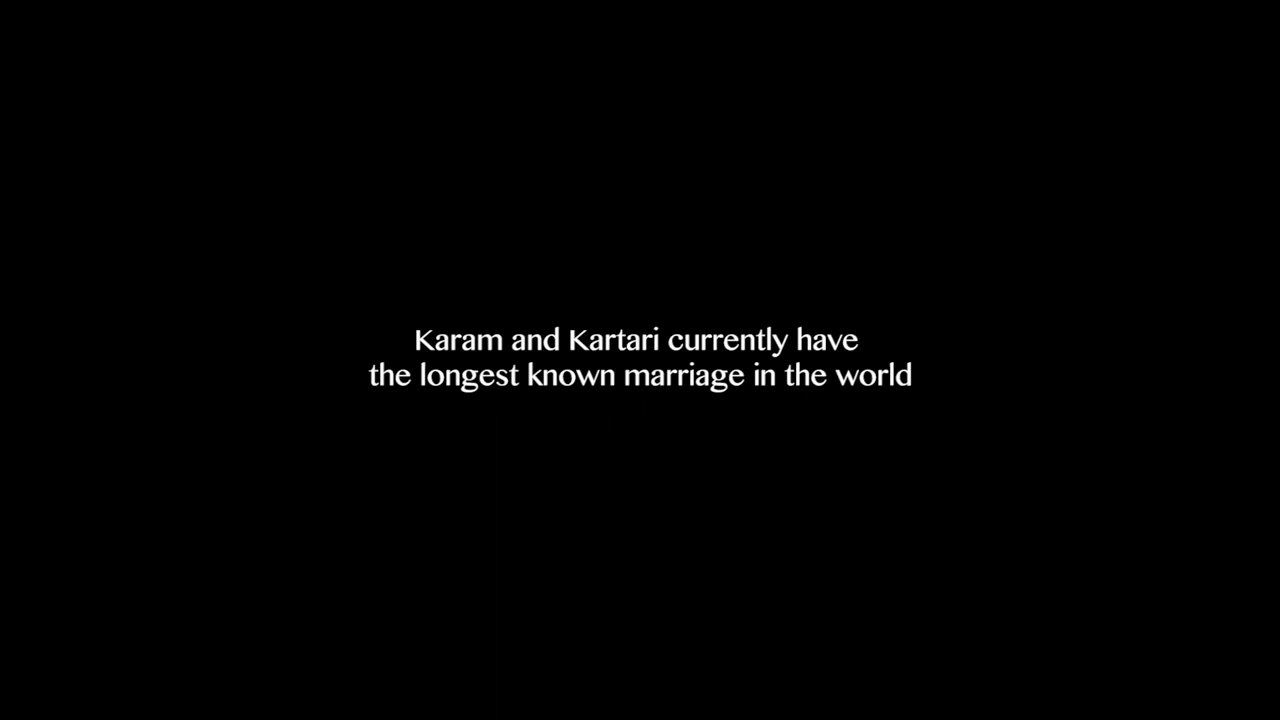 Karam and Kartari currently have
the longest known marriage in the world